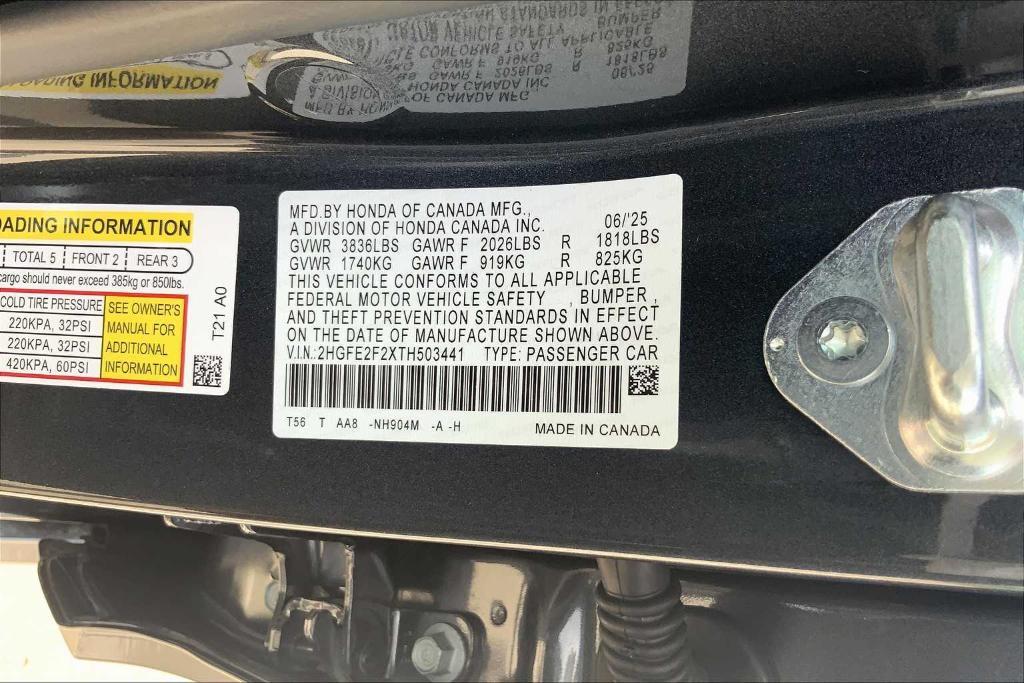 OADING INFORMATION
TOTAL 5 FRONT 2 REAR 3
cargo should never exceed 385kg or 850lbs.
COLD TIRE PRESSURE
220KPA, 32PSI
220KPA, 32PSI
420KPA, 60PSI
SEE OWNER'S
MANUAL FOR
ADDITIONAL
INFORMATION
T21 A0
MFD.BY HONDA OF CANADA MFG.,
A DIVISION OF HONDA CANADA INC. 06/'25
GVWR 3836LBS GAWR F 2026LBS R 1818LBS
GVWR 1740KG GAWR F 919KG R 825KG
THIS VEHICLE CONFORMS TO ALL APPLICABLE
FEDERAL MOTOR VEHICLE SAFETY , BUMPER ,
AND THEFT PREVENTION STANDARDS IN EFFECT
ON THE DATE OF MANUFACTURE SHOWN ABOVE.
V.I.N.:2HGFE2F2XTH503441 TYPE: PASSENGER CAR
T56 T AA8 -NH904M -A -H MADE IN CANADA